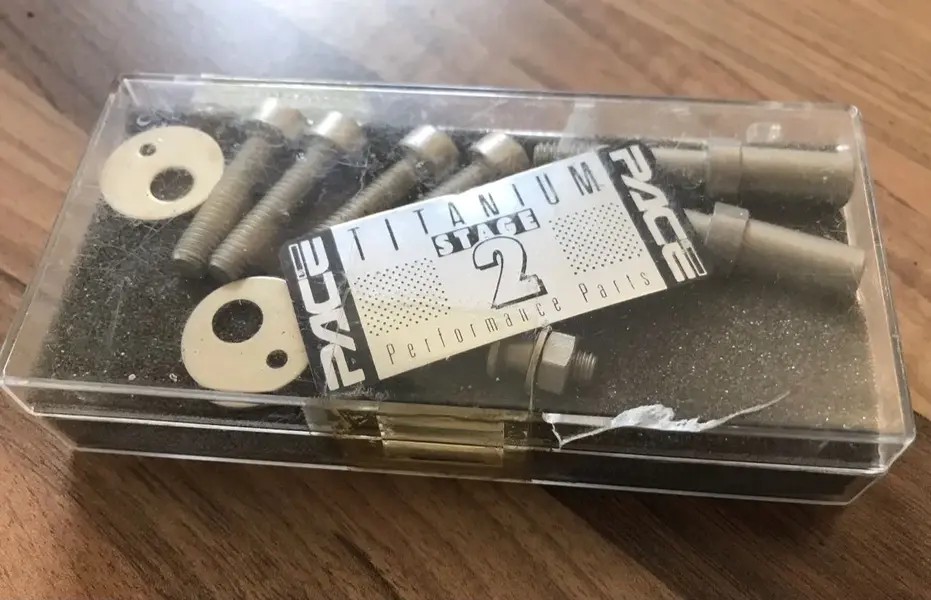 PACE
TITANIUM
STAGE
2
Performance Parts
PACE